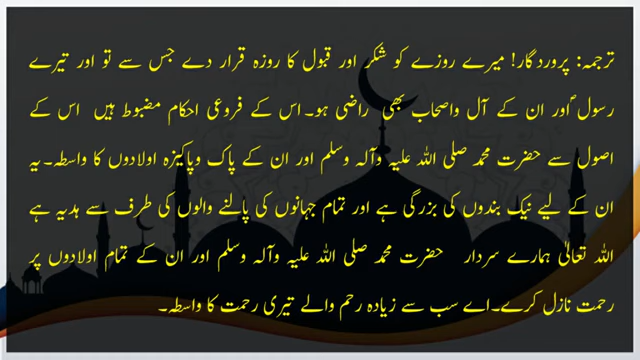 ترجمہ: پروردگار! میرے روزے کو شکر اور قبول کا روزہ قرار دے جس سے تو اور تیرے
رسولؐ اور ان کے آل واصحاب بھی راضی ہو۔ اس کے فروعی احکام مضبوط ہیں اس کے
اصول سے حضرت محمد صلی اللہ علیہ وآلہ وسلم اور ان کے پاک وپاکیزہ اولادوں کا واسطہ۔ یہ
ان کے لیے نیک بندوں کی بزرگی ہے اور تمام جہانوں کی پالنے والوں کی طرف سے ہدیہ ہے
اللہ تعالیٰ ہمارے سردار حضرت محمد صلی اللہ علیہ وآلہ وسلم اور ان کے تمام اولادوں پر
رحمت نازل کرے۔ اے سب سے زیادہ رحم والے تیری رحمت کا واسطہ۔